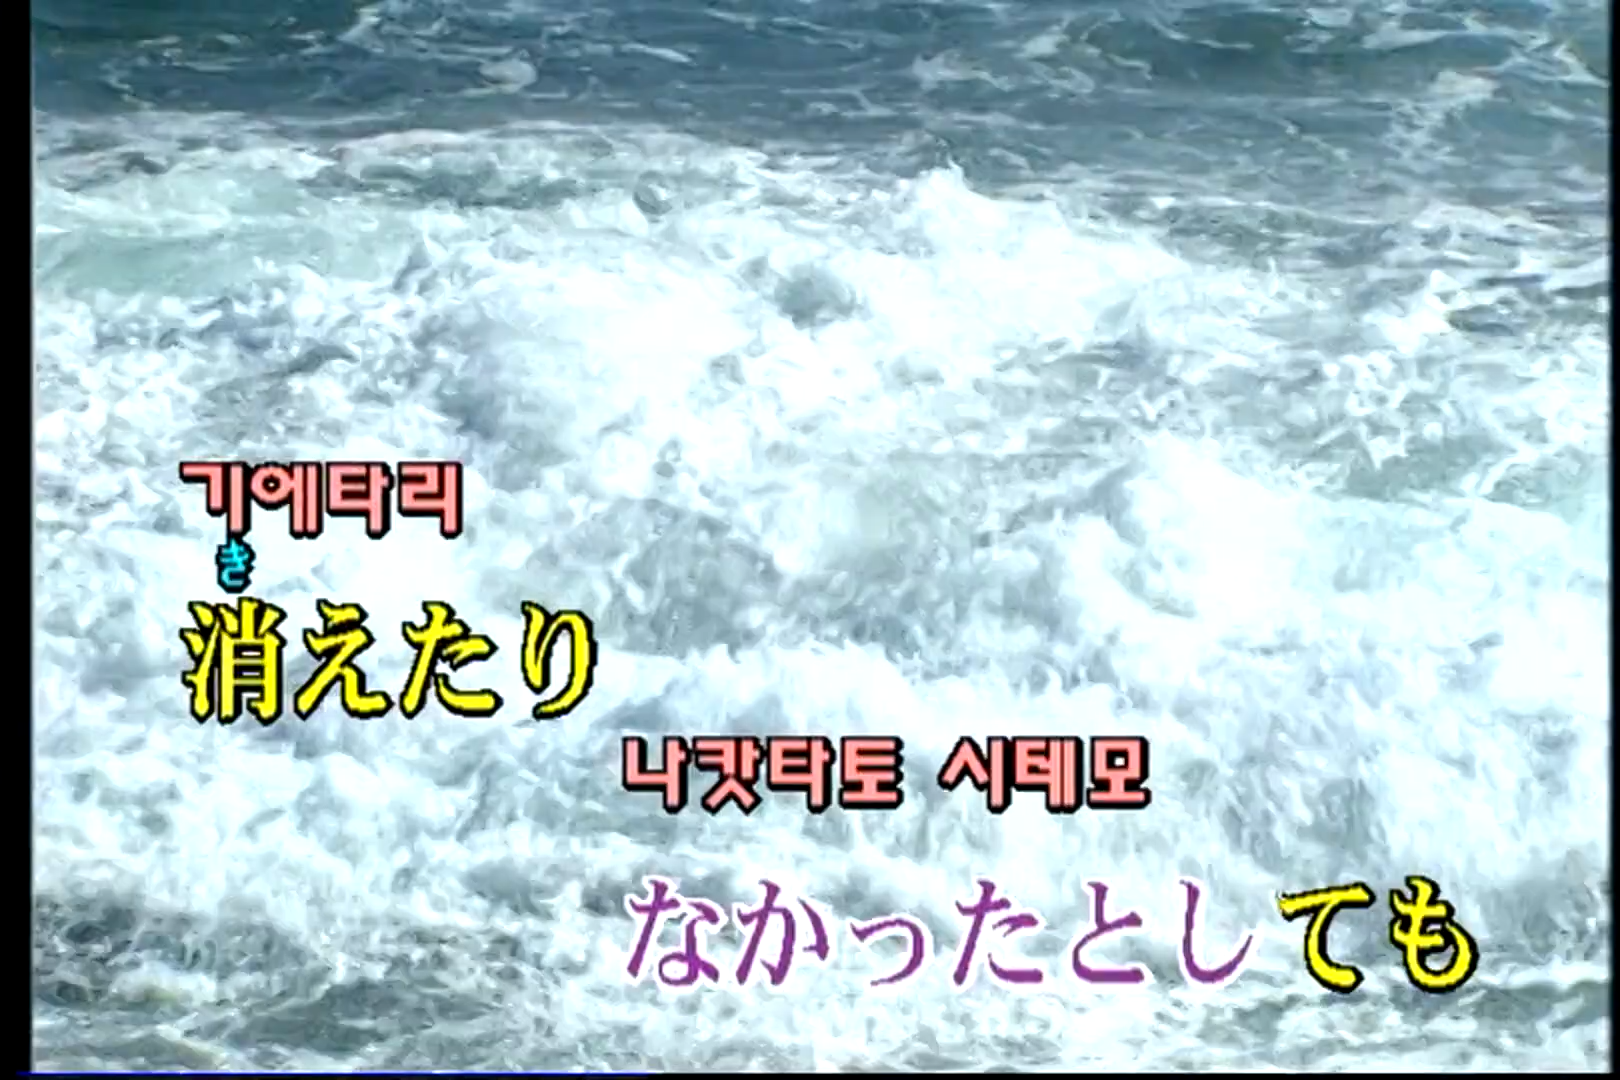 기에타리
き
消えたり
나캇타토 시테모
なかったとしても